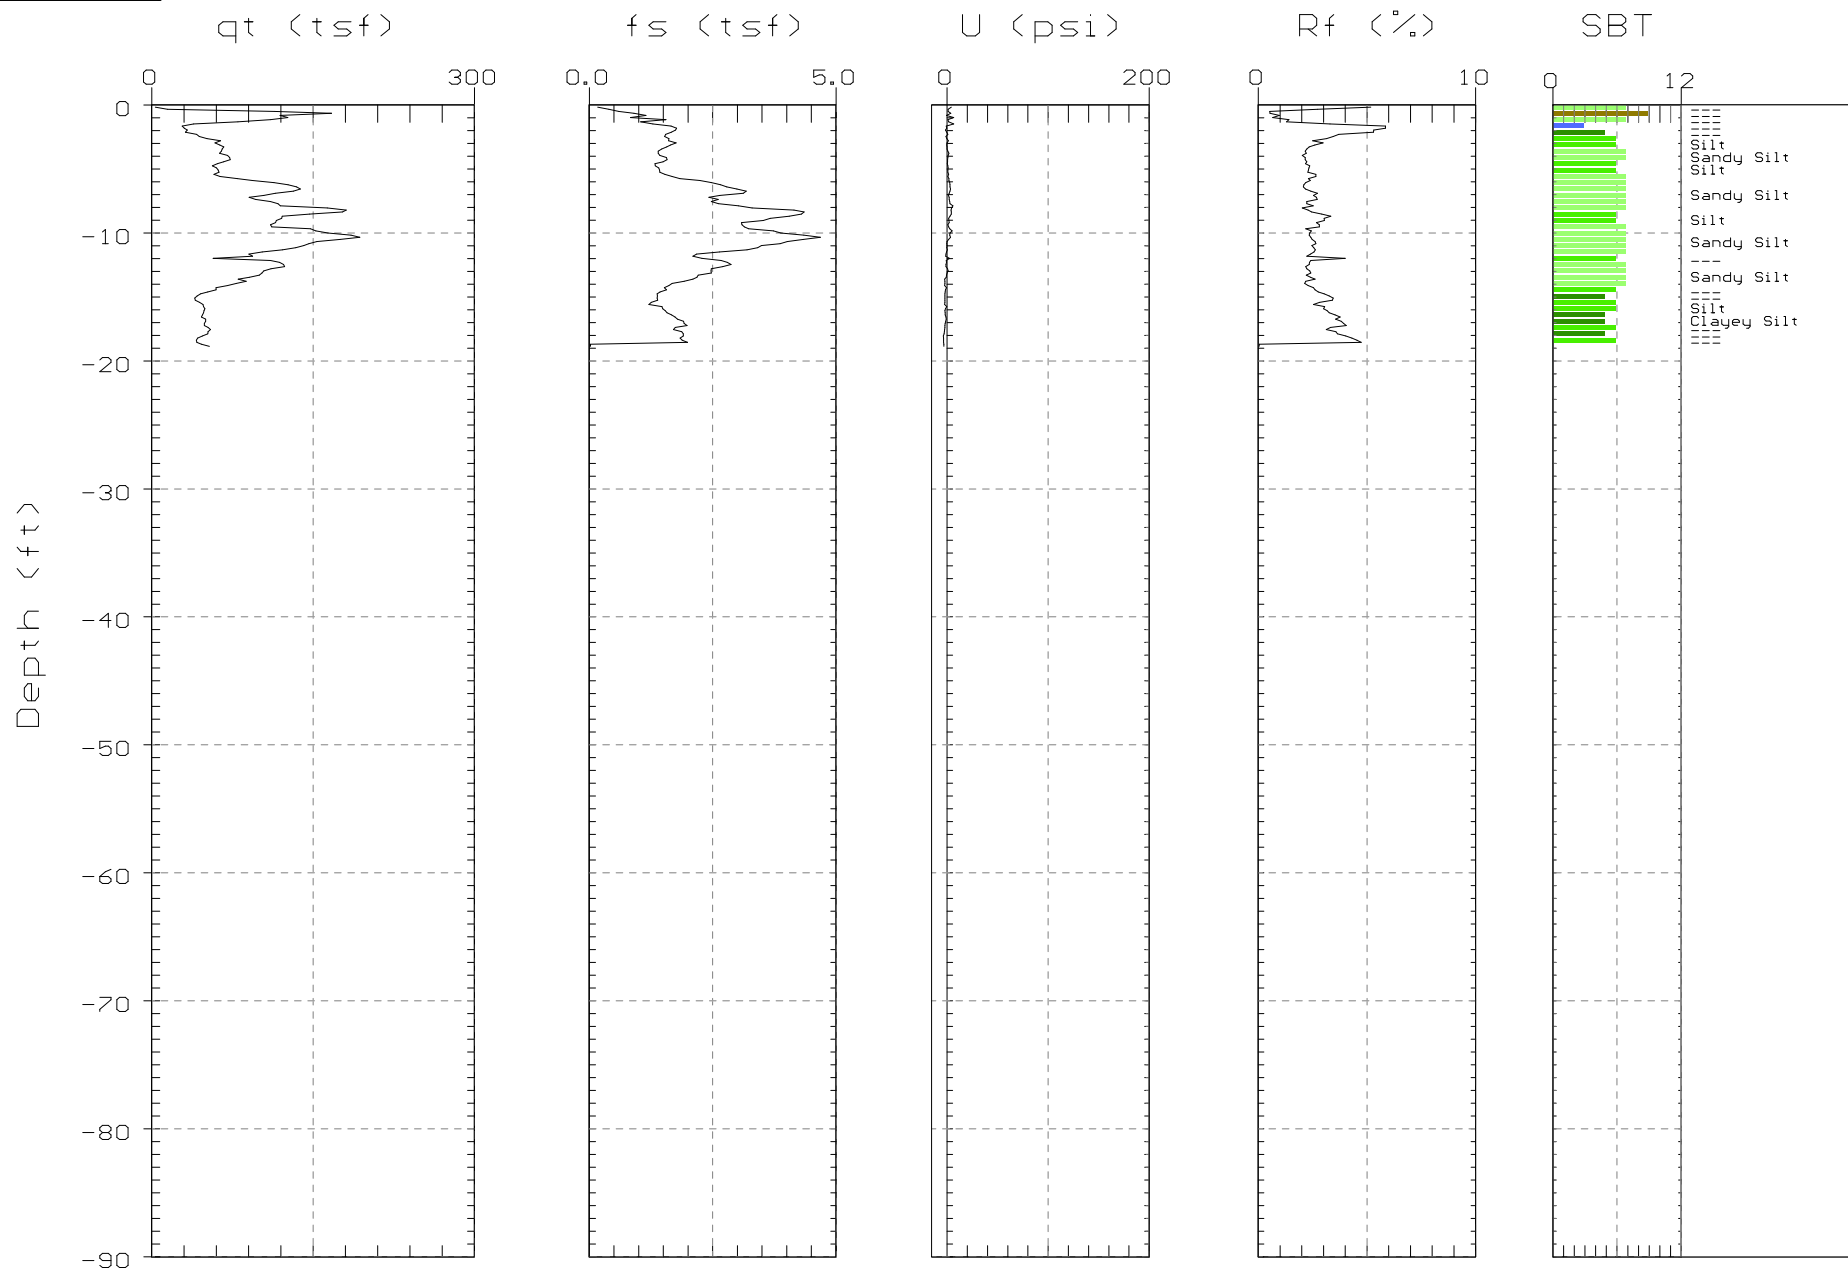 qt (tsf) fs (tsf) U (psi) Rf (%) SBT
0 300 0.0 5.0 0 200 0 10 0 12
0
-10
-20
-30
-40
-50
-60
-70
-80
-90
Depth (ft)
---
---
---
---
---
Silt
Sandy Silt
Silt
Sandy Silt
Silt
Sandy Silt
---
Sandy Silt
---
---
Silt
Clayey Silt
---
---
---